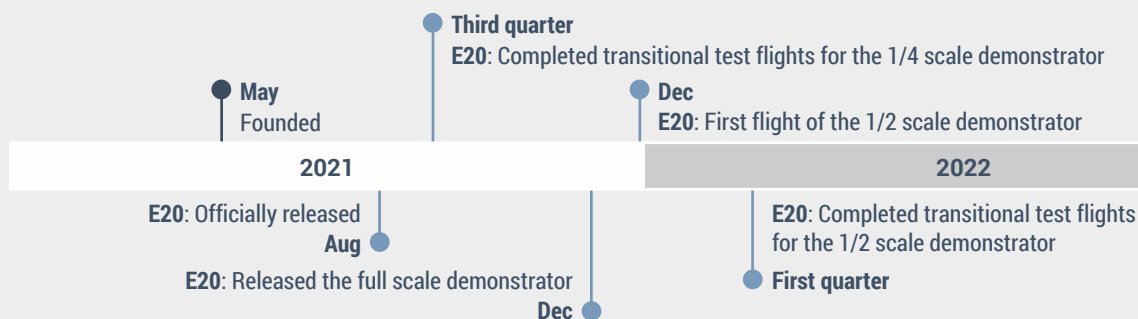 Third quarter
E20: Completed transitional test flights for the 1/4 scale demonstrator
May
Founded
Dec
E20: First flight of the 1/2 scale demonstrator
2021
2022
E20: Officially released
Aug
E20: Released the full scale demonstrator
Dec
E20: Completed transitional test flights
for the 1/2 scale demonstrator
First quarter